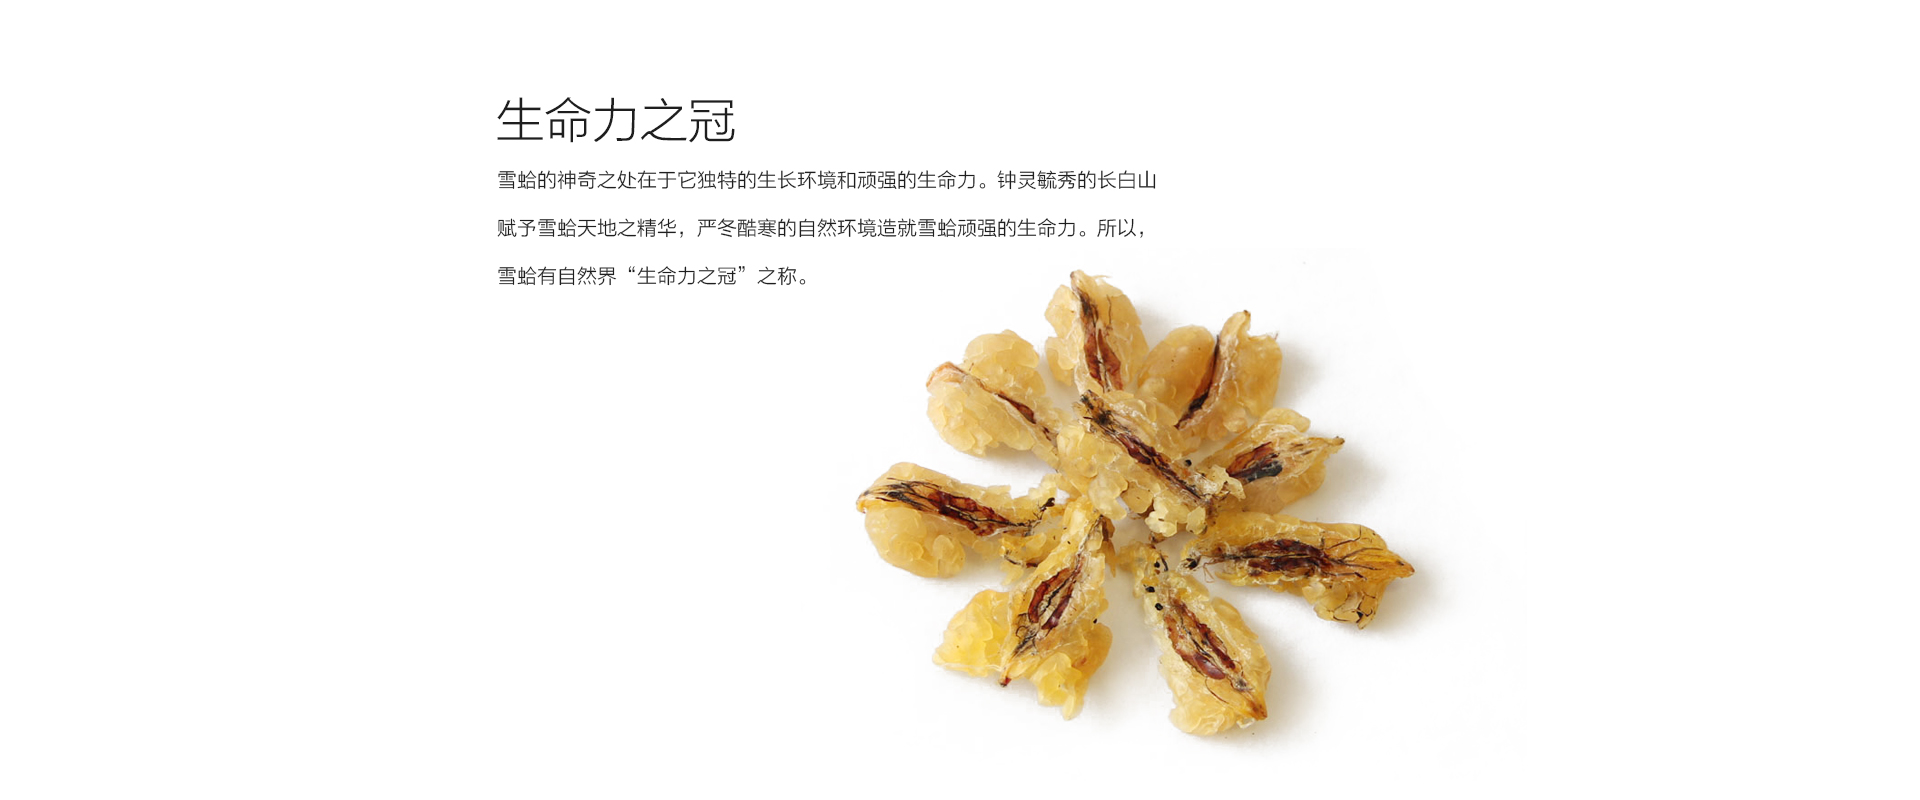 生命力之冠
雪蛤的神奇之处在于它独特的生长环境和顽强的生命力。钟灵毓秀的长白山
赋予雪蛤天地之精华，严冬酷寒的自然环境造就雪蛤顽强的生命力。所以，
雪蛤有自然界“生命力之冠”之称。